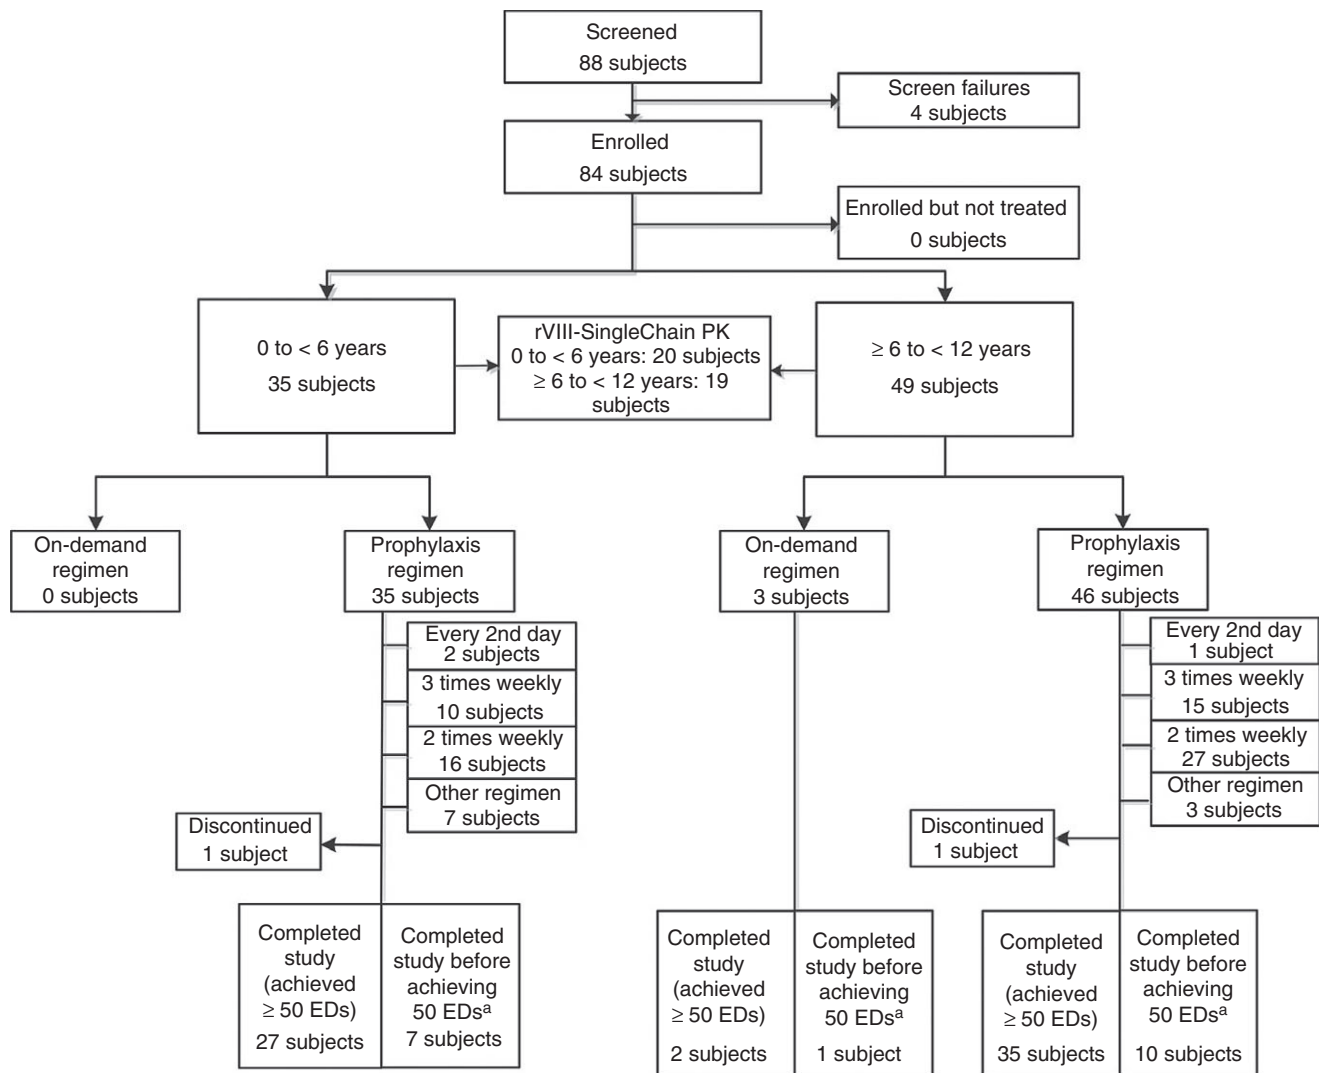 Screened
88 subjects
Screen failures
4 subjects
Enrolled
84 subjects
Enrolled but not treated
0 subjects
0 to < 6 years
35 subjects
rVIII-SingleChain PK
0 to < 6 years: 20 subjects
≥ 6 to < 12 years: 19
subjects
≥ 6 to < 12 years
49 subjects
On-demand
regimen
0 subjects
Prophylaxis
regimen
35 subjects
On-demand
regimen
3 subjects
Prophylaxis
regimen
46 subjects
Every 2nd day
2 subjects
3 times weekly
10 subjects
2 times weekly
16 subjects
Other regimen
7 subjects
Every 2nd day
1 subject
3 times weekly
15 subjects
2 times weekly
27 subjects
Other regimen
3 subjects
Discontinued
1 subject
Discontinued
1 subject
Completed
study
(achieved
≥ 50 EDs)
27 subjects
Completed
study before
achieving
50 EDsᵃ
7 subjects
Completed
study
(achieved
≥ 50 EDs)
2 subjects
Completed
study before
achieving
50 EDsᵃ
1 subject
Completed
study
(achieved
≥ 50 EDs)
35 subjects
Completed
study before
achieving
50 EDsᵃ
10 subjects